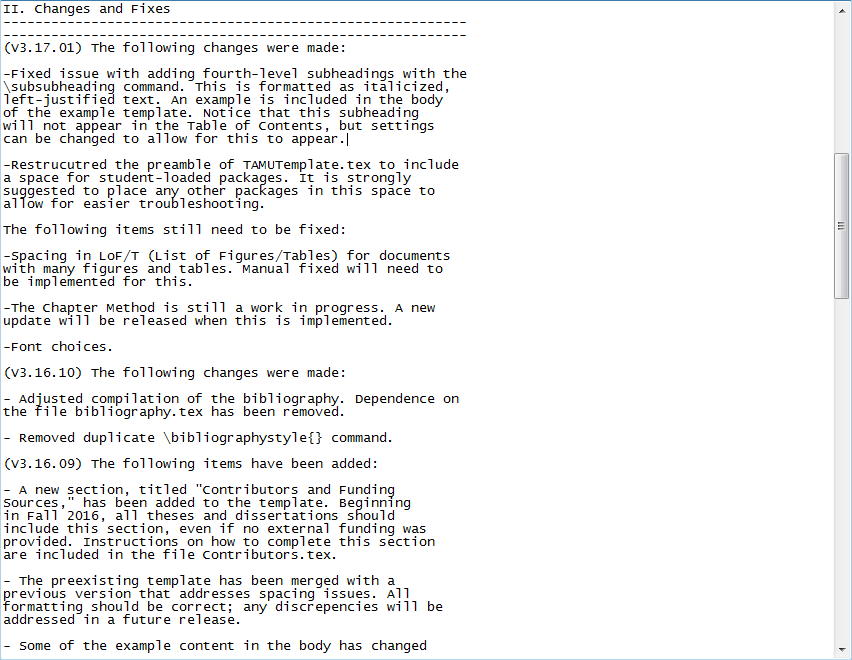 II. Changes and Fixes
----------------------------------------------------------
----------------------------------------------------------
(V3.17.01) The following changes were made:
-Fixed issue with adding fourth-level subheadings with the
\subsubheading command. This is formatted as italicized,
left-justified text. An example is included in the body
of the example template. Notice that this subheading
will not appear in the Table of Contents, but settings
can be changed to allow for this to appear.
-Restrucutred the preamble of TAMUTemplate.tex to include
a space for student-loaded packages. It is strongly
suggested to place any other packages in this space to
allow for easier troubleshooting.
The following items still need to be fixed:
-Spacing in LoF/T (List of Figures/Tables) for documents
with many figures and tables. Manual fixed will need to
be implemented for this.
-The Chapter Method is still a work in progress. A new
update will be released when this is implemented.
-Font choices.
(V3.16.10) The following changes were made:
- Adjusted compilation of the bibliography. Dependence on
the file bibliography.tex has been removed.
- Removed duplicate \bibliographystyle{} command.
(V3.16.09) The following items have been added:
- A new section, titled "Contributors and Funding
Sources," has been added to the template. Beginning
in Fall 2016, all theses and dissertations should
include this section, even if no external funding was
provided. Instructions on how to complete this section
are included in the file Contributors.tex.
- The preexisting template has been merged with a
previous version that addresses spacing issues. All
formatting should be correct; any discrepencies will be
addressed in a future release.
- Some of the example content in the body has changed